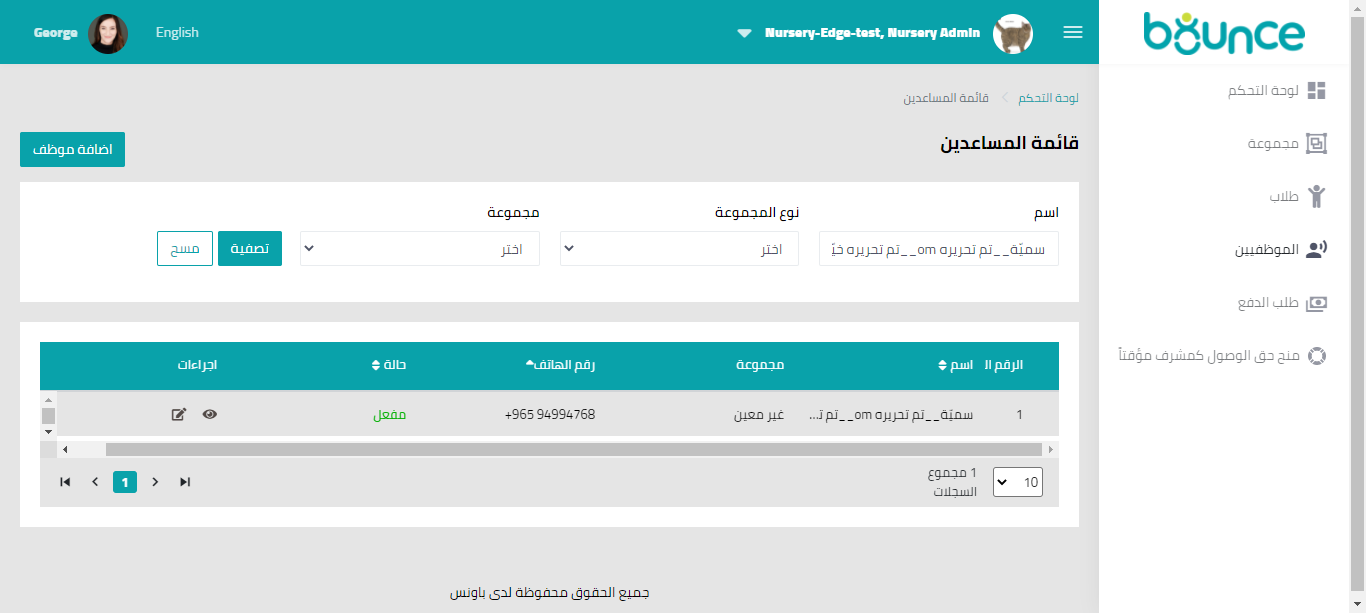 bounce
Nursery-Edge-test, Nursery Admin
English
George
لوحة التحكم
مجموعة
طلاب
الموظفيين
طلب الدفع
منح حق الوصول كمشرف مؤقتاً
لوحة التحكم
قائمة المساعدين
قائمة المساعدين
اضافة موظف
اسم
نوع المجموعة
مجموعة
سميّة__تم تحريره om__تم تحريره خيّ
اختر
اختر
تصفية
مسح
الرقم ال
اسم
مجموعة
رقم الهاتف
حالة
اجراءات
1
سميّة__تم تحريره om__تم ت...
غير معين
+965 94994768
مفعل
10
1 مجموع
السجلات
1
جميع الحقوق محفوظة لدى باونس